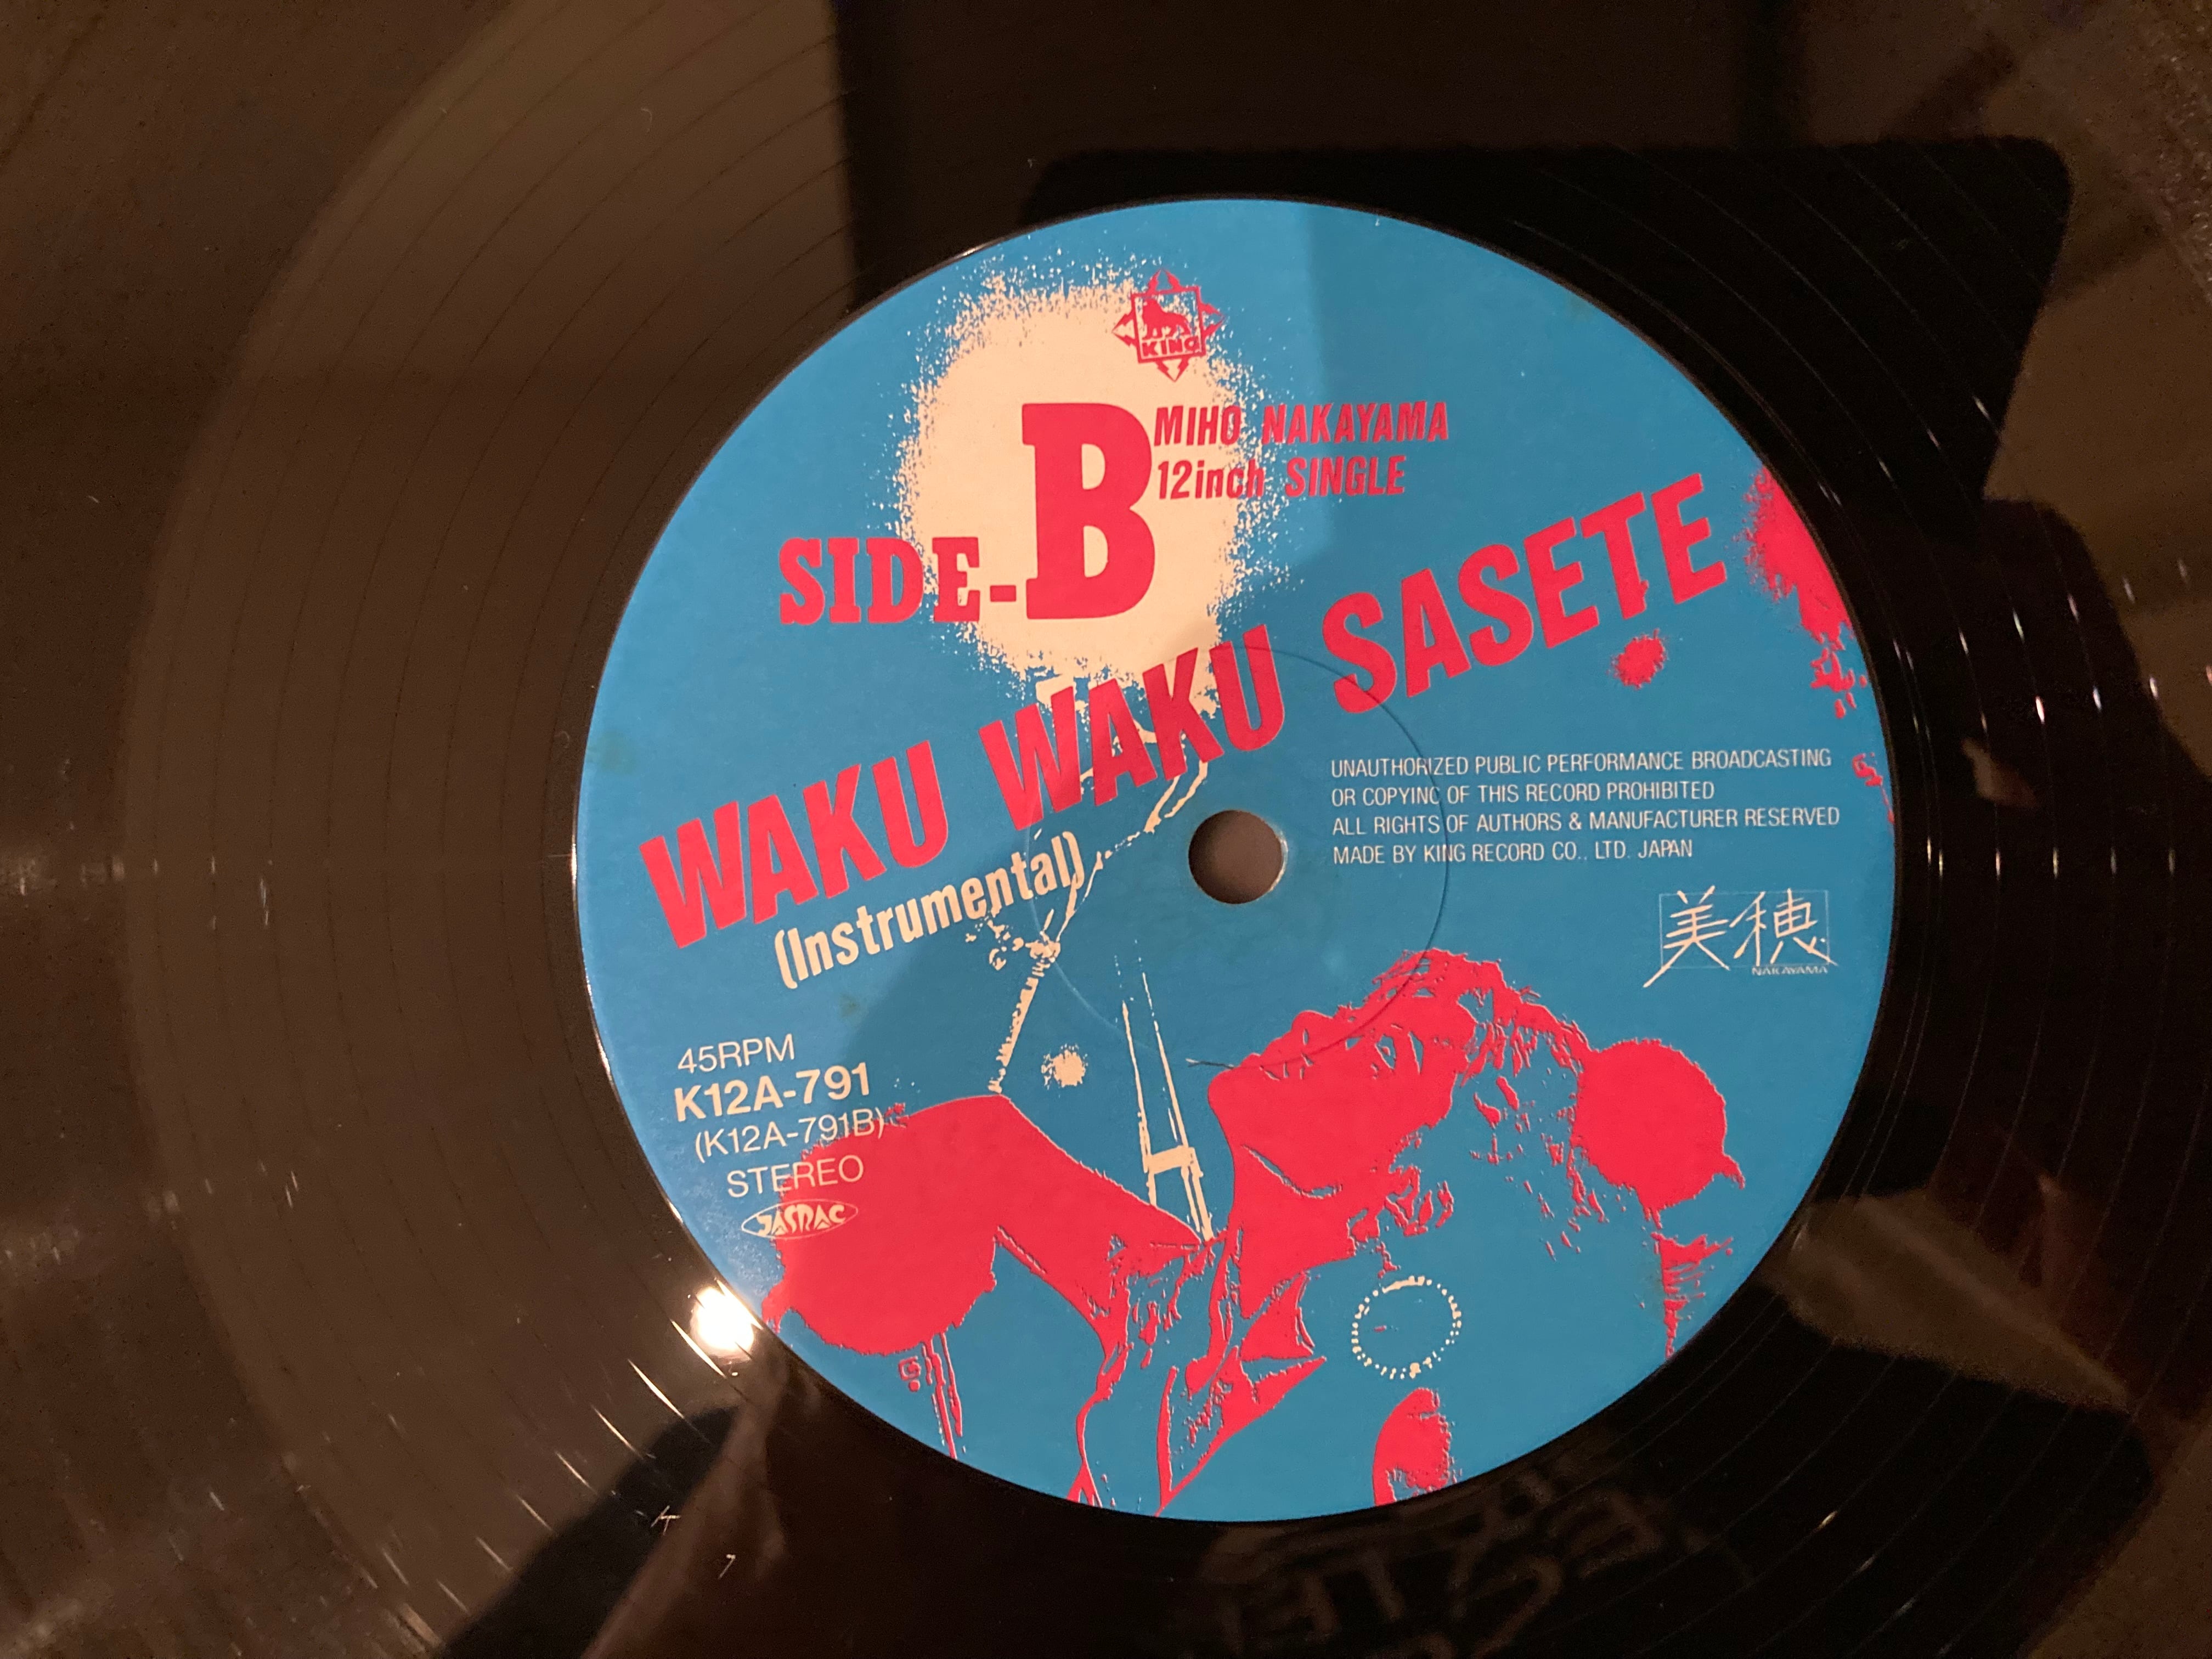 KING
SIDE-B
MIHO NAKAYAMA
12inch SINGLE
WAKU WAKU SASETE
(Instrumental)
UNAUTHORIZED PUBLIC PERFORMANCE BROADCASTING
OR COPYING OF THIS RECORD PROHIBITED
ALL RIGHTS OF AUTHORS & MANUFACTURER RESERVED
MADE BY KING RECORD CO., LTD. JAPAN
美穂
NAKAYAMA
45RPM
K12A-791
(K12A-791B)
STEREO
JASRAC